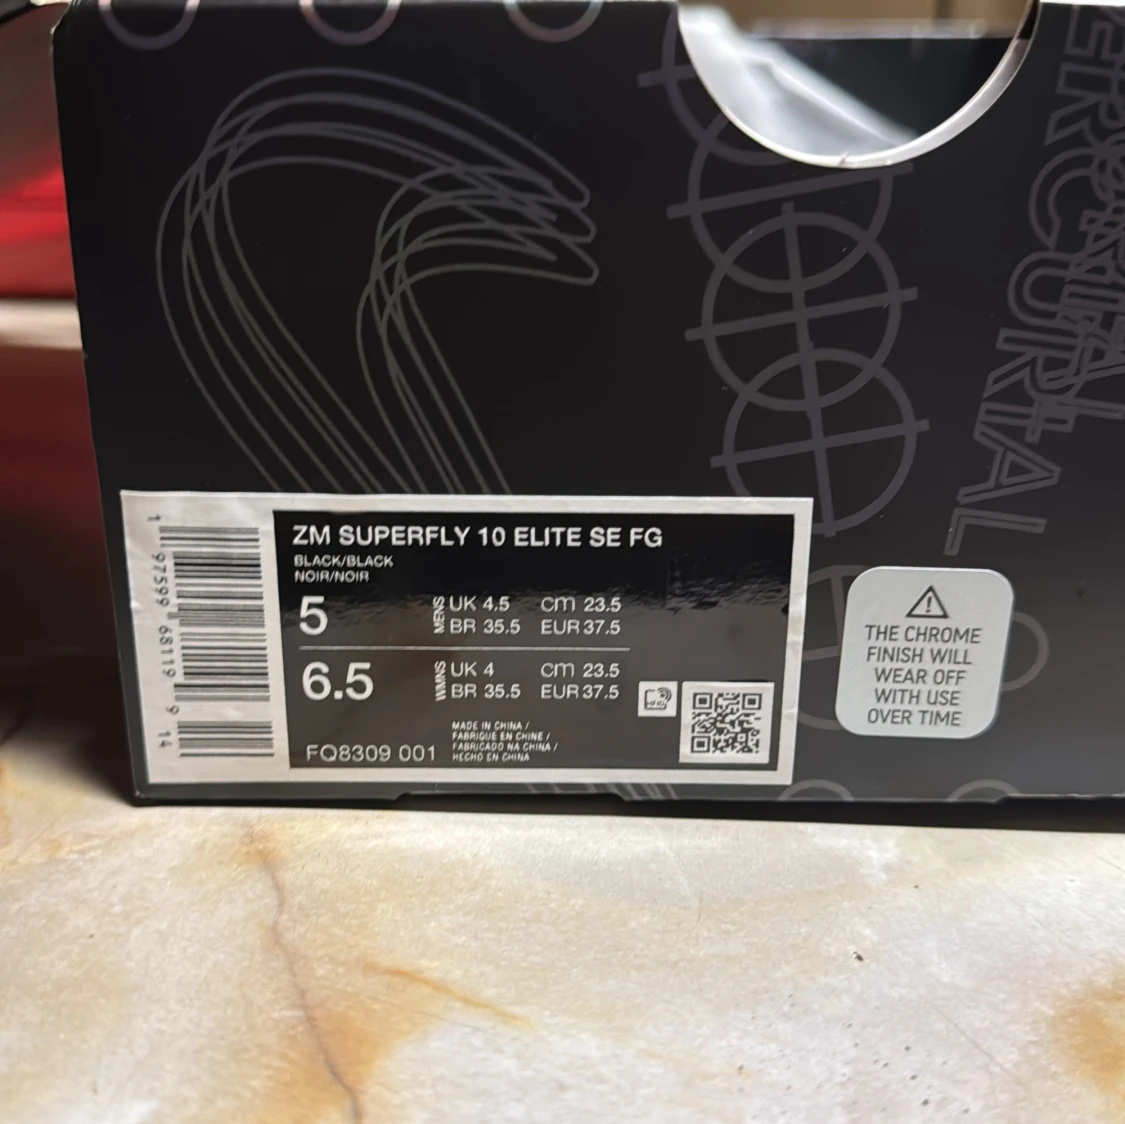 MERCURIAL
ZM SUPERFLY 10 ELITE SE FG
BLACK/BLACK
NOIR/NOIR
5 MENS UK 4.5 cm 23.5
BR 35.5 EUR 37.5
6.5 WMNS UK 4 cm 23.5
BR 35.5 EUR 37.5
MADE IN CHINA /
FABRIQUE EN CHINE /
FABRICADO NA CHINA /
HECHO EN CHINA
FQ8309 001
1 97599 68119 9 14
THE CHROME
FINISH WILL
WEAR OFF
WITH USE
OVER TIME